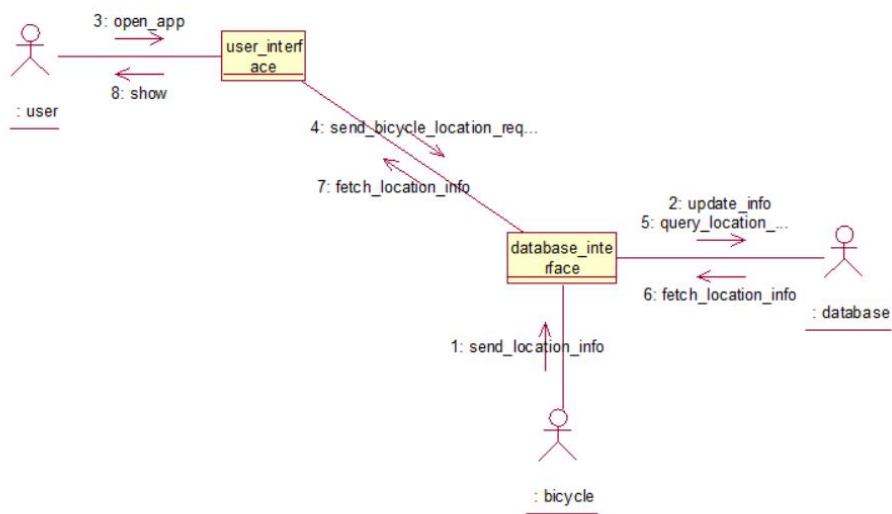 3: open_app
user_interf
ace
8: show
: user
4: send_bicycle_location_req...
7: fetch_location_info
2: update_info
5: query_location_...
database_inte
rface
6: fetch_location_info
: database
1: send_location_info
: bicycle